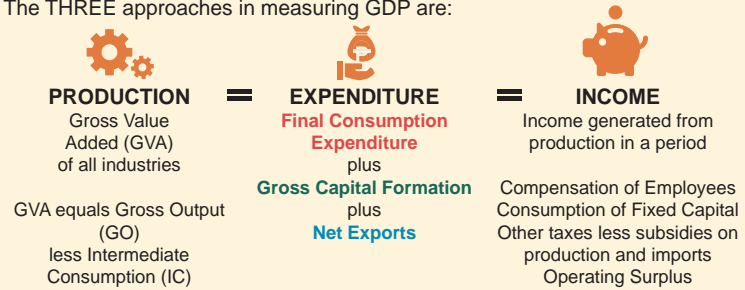 The THREE approaches in measuring GDP are:
PRODUCTION = EXPENDITURE = INCOME
Gross Value
Added (GVA)
of all industries
GVA equals Gross Output
(GO)
less Intermediate
Consumption (IC)
Final Consumption
Expenditure
plus
Gross Capital Formation
plus
Net Exports
Income generated from
production in a period
Compensation of Employees
Consumption of Fixed Capital
Other taxes less subsidies on
production and imports
Operating Surplus